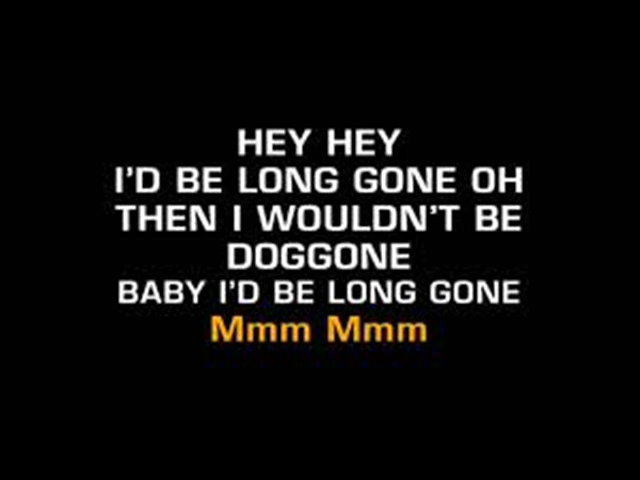 HEY HEY
I'D BE LONG GONE OH
THEN I WOULDN'T BE
DOGGONE
BABY I'D BE LONG GONE
Mmm Mmm